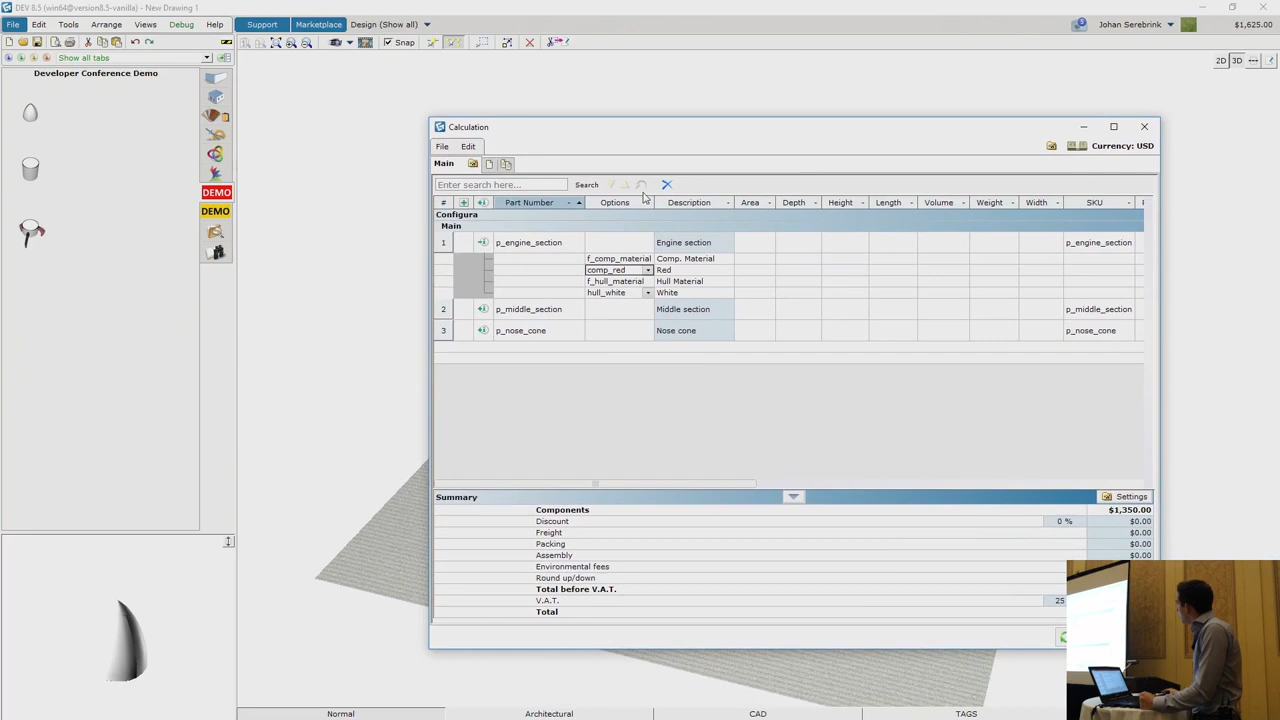 DEV 8.5 (win64@version8.5-vanilla) - New Drawing 1
File Edit Tools Arrange Views Debug Help Support Marketplace Design (Show all) Johan Serebrink $1,625.00
Snap
Show all tabs
2D 3D
Developer Conference Demo
DEMO
DEMO
Calculation
File Edit Currency: USD
Main
Enter search here... Search
# Part Number Options Description Area Depth Height Length Volume Weight Width SKU
Configura
Main
1 p_engine_section Engine section p_engine_section
f_comp_material Comp. Material
comp_red Red
f_hull_material Hull Material
hull_white White
2 p_middle_section Middle section p_middle_section
3 p_nose_cone Nose cone p_nose_cone
Summary Settings
Components $1,350.00
Discount 0 % $0.00
Freight $0.00
Packing $0.00
Assembly $0.00
Environmental fees
Round up/down
Total before V.A.T.
V.A.T. 25
Total
Normal Architectural CAD TAGS